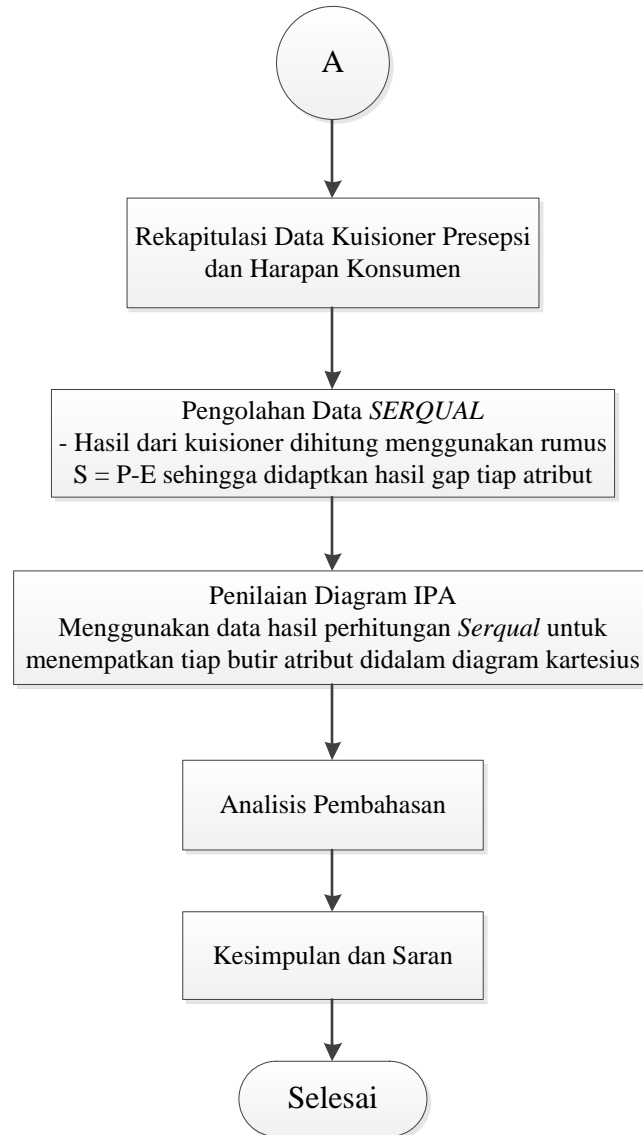 A
Rekapitulasi Data Kuisioner Presepsi
dan Harapan Konsumen
Pengolahan Data SERQUAL
- Hasil dari kuisioner dihitung menggunakan rumus
S = P-E sehingga didaptkan hasil gap tiap atribut
Penilaian Diagram IPA
Menggunakan data hasil perhitungan Serqual untuk
menempatkan tiap butir atribut didalam diagram kartesius
Analisis Pembahasan
Kesimpulan dan Saran
Selesai